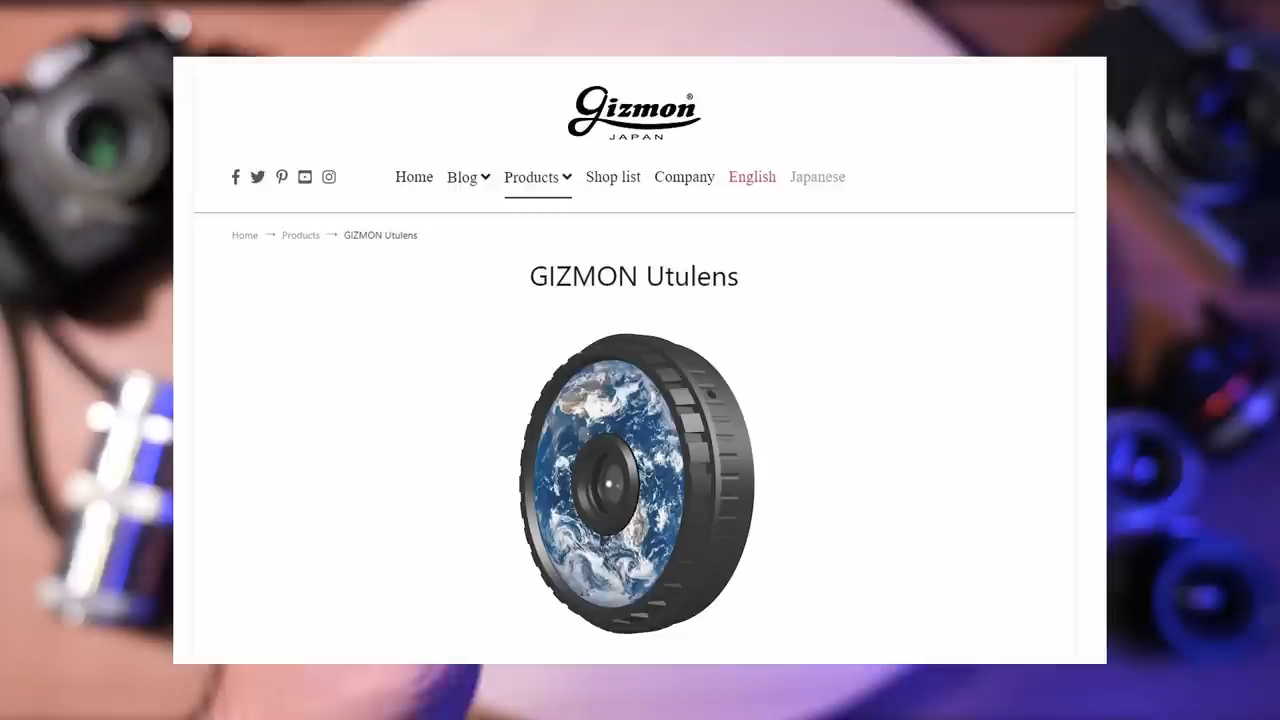 Gizmon®
JAPAN
Home Blog Products Shop list Company English Japanese
Home → Products → GIZMON Utulens
GIZMON Utulens